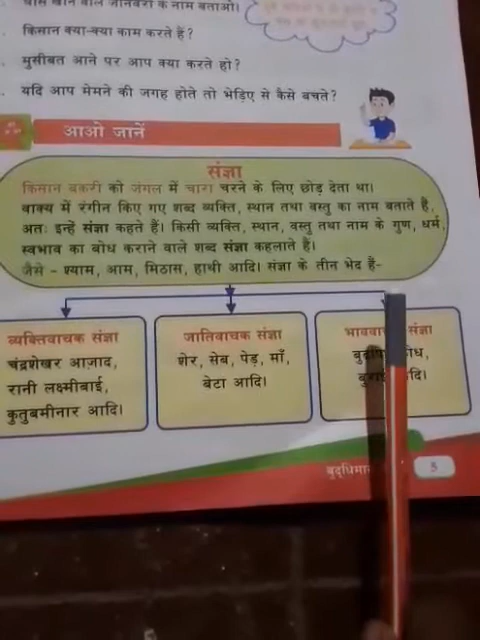 घास खाने वाले जानवरों के नाम बताओ।
किसान क्या-क्या काम करते हैं?
मुसीबत आने पर आप क्या करते हो?
यदि आप मेमने की जगह होते तो भेड़िए से कैसे बचते?
आओ जानें
संज्ञा
किसान बकरी को जंगल में चारा चरने के लिए छोड़ देता था।
वाक्य में रंगीन किए गए शब्द व्यक्ति, स्थान तथा वस्तु का नाम बताते हैं,
अतः इन्हें संज्ञा कहते हैं। किसी व्यक्ति, स्थान, वस्तु तथा नाम के गुण, धर्म,
स्वभाव का बोध कराने वाले शब्द संज्ञा कहलाते हैं।
जैसे - श्याम, आम, मिठास, हाथी आदि। संज्ञा के तीन भेद हैं-
व्यक्तिवाचक संज्ञा
चंद्रशेखर आज़ाद,
रानी लक्ष्मीबाई,
कुतुबमीनार आदि।
जातिवाचक संज्ञा
शेर, सेब, पेड़, माँ,
बेटा आदि।
संज्ञा
आदि।
5